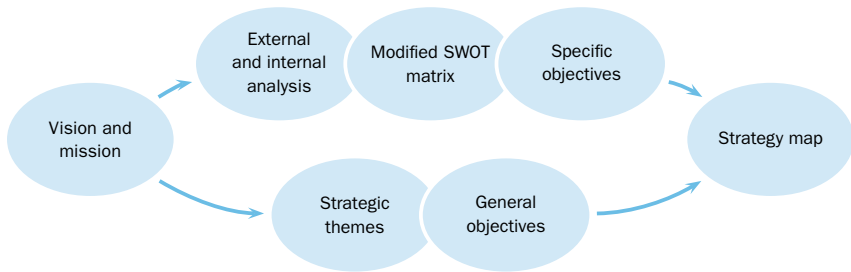 Vision and
mission
External
and internal
analysis
Modified SWOT
matrix
Specific
objectives
Strategic
themes
General
objectives
Strategy map